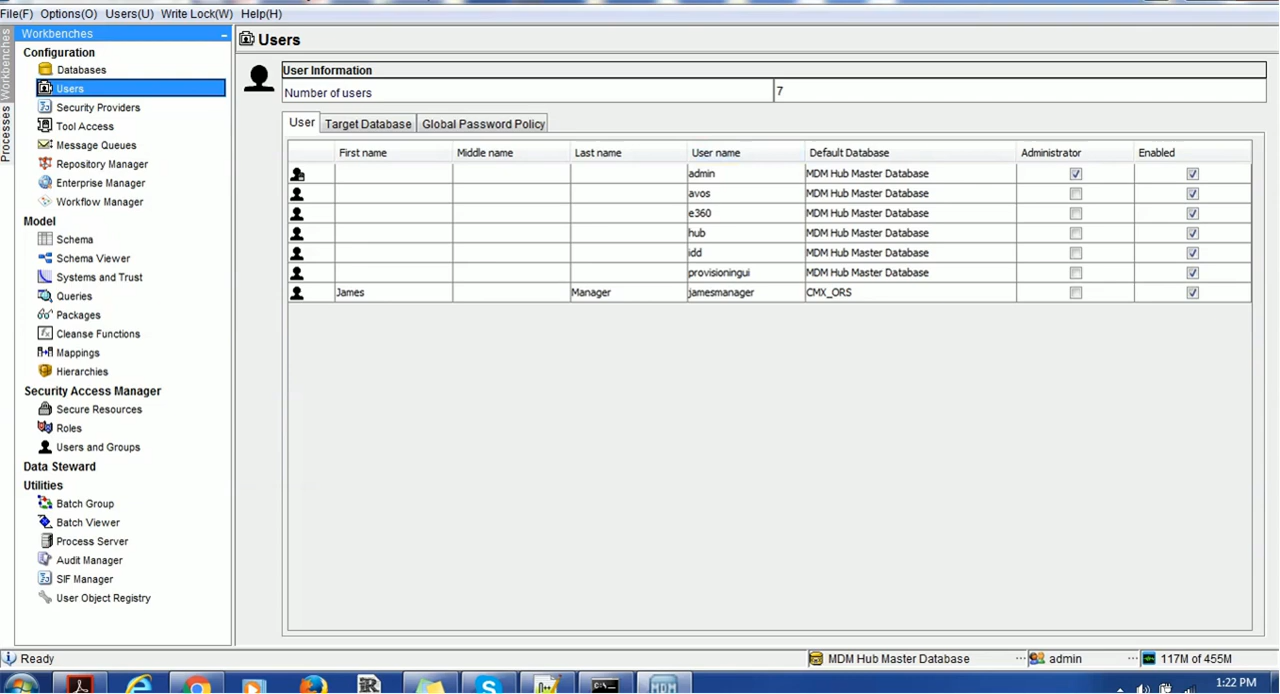 File(F) Options(O) Users(U) Write Lock(W) Help(H)
Workbenches
Processes
Workbenches
Configuration
Databases
Users
Security Providers
Tool Access
Message Queues
Repository Manager
Enterprise Manager
Workflow Manager
Model
Schema
Schema Viewer
Systems and Trust
Queries
Packages
Cleanse Functions
Mappings
Hierarchies
Security Access Manager
Secure Resources
Roles
Users and Groups
Data Steward
Utilities
Batch Group
Batch Viewer
Process Server
Audit Manager
SIF Manager
User Object Registry
Users
User Information
Number of users 7
User Target Database Global Password Policy
First name Middle name Last name User name Default Database Administrator Enabled
admin MDM Hub Master Database
avos MDM Hub Master Database
e360 MDM Hub Master Database
hub MDM Hub Master Database
idd MDM Hub Master Database
provisioningui MDM Hub Master Database
James Manager jamesmanager CMX_ORS
Ready MDM Hub Master Database admin 117M of 455M
MDM 1:22 PM